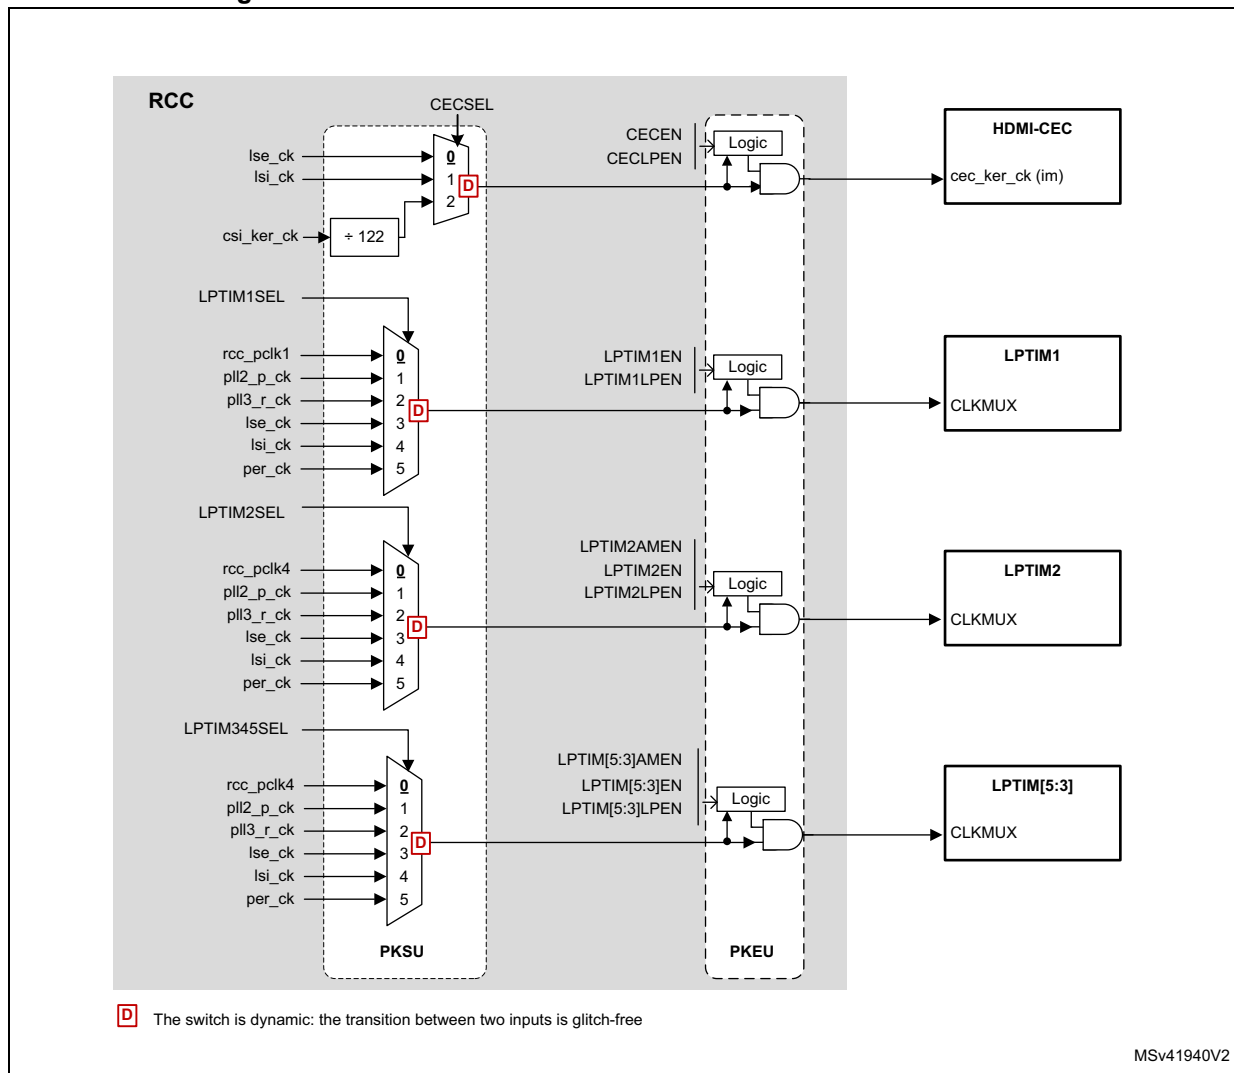 RCC
CECSEL
lse_ck
lsi_ck
csi_ker_ck
÷ 122
0
1
2
D
CECEN
CECLPEN
Logic
HDMI-CEC
cec_ker_ck (im)
LPTIM1SEL
rcc_pclk1
pll2_p_ck
pll3_r_ck
lse_ck
lsi_ck
per_ck
0
1
2
3
4
5
D
LPTIM1EN
LPTIM1LPEN
Logic
LPTIM1
CLKMUX
LPTIM2SEL
rcc_pclk4
pll2_p_ck
pll3_r_ck
lse_ck
lsi_ck
per_ck
0
1
2
3
4
5
D
LPTIM2AMEN
LPTIM2EN
LPTIM2LPEN
Logic
LPTIM2
CLKMUX
LPTIM345SEL
rcc_pclk4
pll2_p_ck
pll3_r_ck
lse_ck
lsi_ck
per_ck
0
1
2
3
4
5
D
LPTIM[5:3]AMEN
LPTIM[5:3]EN
LPTIM[5:3]LPEN
Logic
LPTIM[5:3]
CLKMUX
PKSU
PKEU
D The switch is dynamic: the transition between two inputs is glitch-free
MSv41940V2